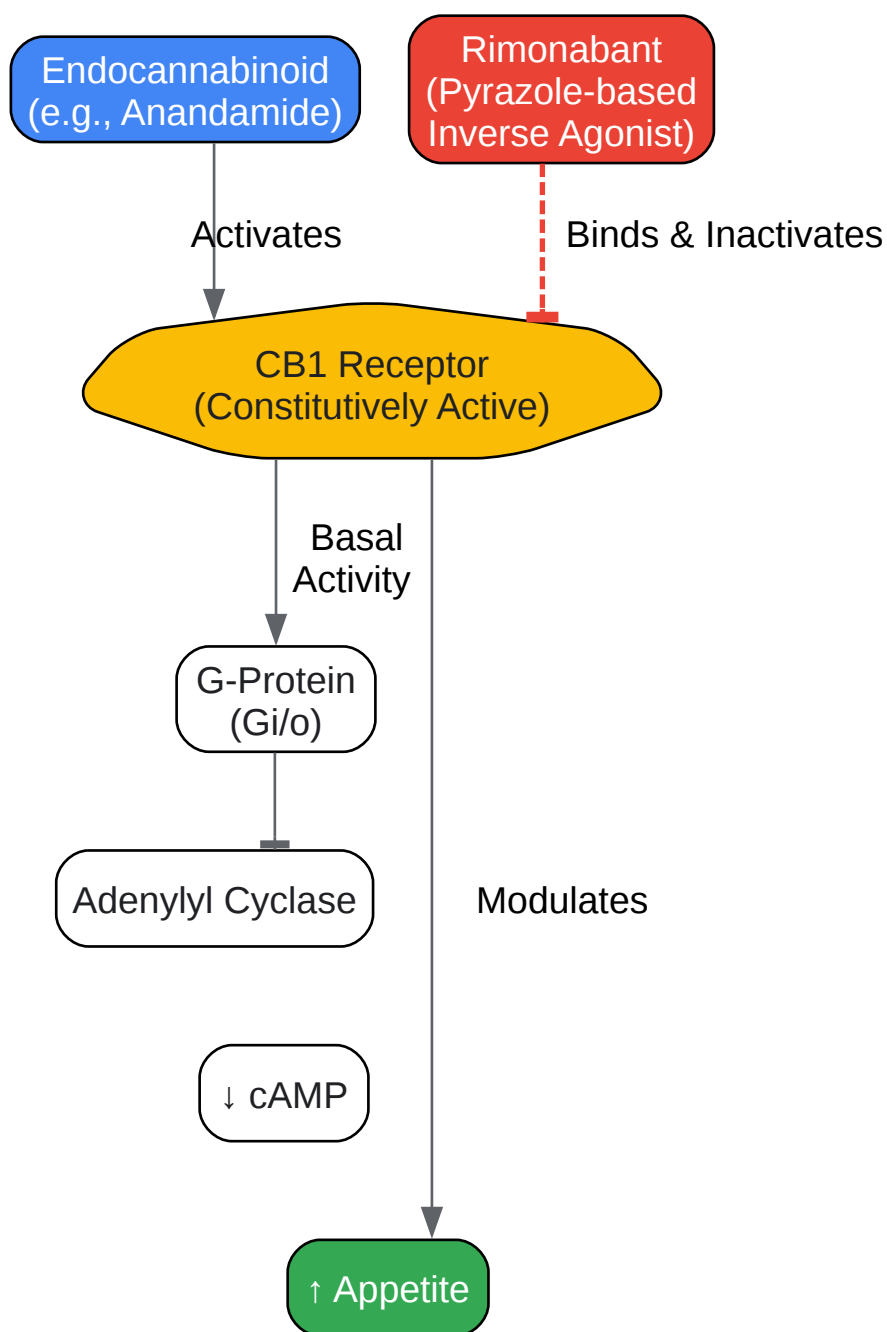 Endocannabinoid
(e.g., Anandamide)
Rimonabant
(Pyrazole-based
Inverse Agonist)
Activates
Binds & Inactivates
CB1 Receptor
(Constitutively Active)
Basal
Activity
G-Protein
(Gi/o)
Adenylyl Cyclase
Modulates
↓ cAMP
↑ Appetite